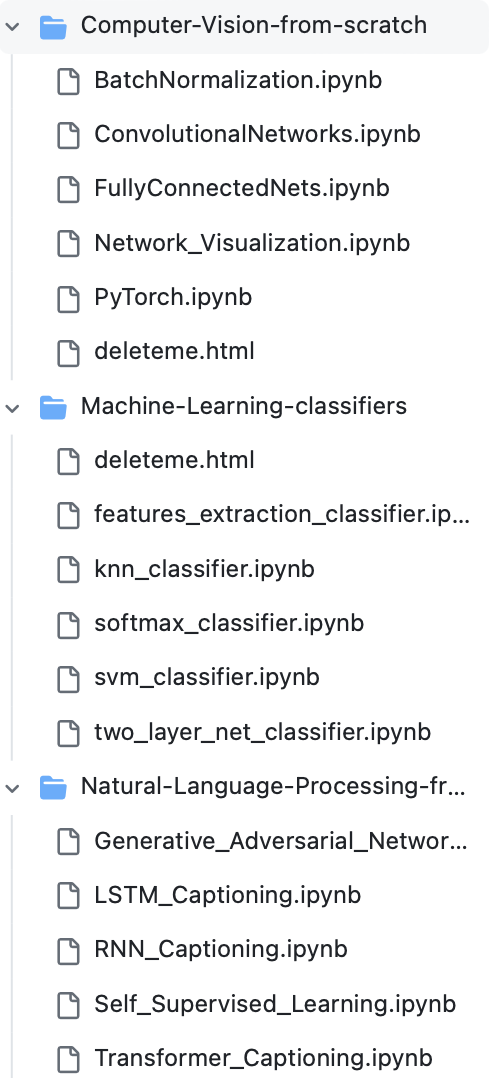 Computer-Vision-from-scratch
BatchNormalization.ipynb
ConvolutionalNetworks.ipynb
FullyConnectedNets.ipynb
Network_Visualization.ipynb
PyTorch.ipynb
deleteme.html
Machine-Learning-classifiers
deleteme.html
features_extraction_classifier.ip...
knn_classifier.ipynb
softmax_classifier.ipynb
svm_classifier.ipynb
two_layer_net_classifier.ipynb
Natural-Language-Processing-fr...
Generative_Adversarial_Networ...
LSTM_Captioning.ipynb
RNN_Captioning.ipynb
Self_Supervised_Learning.ipynb
Transformer_Captioning.ipynb